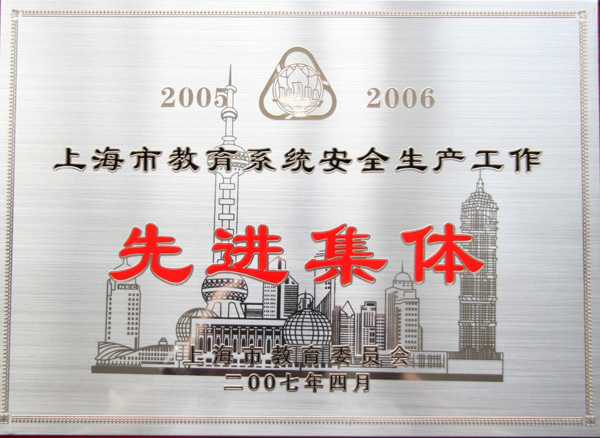 2005 2006
上海市教育系统安全生产工作
先进集体
上海市教育委员会
二00七年四月